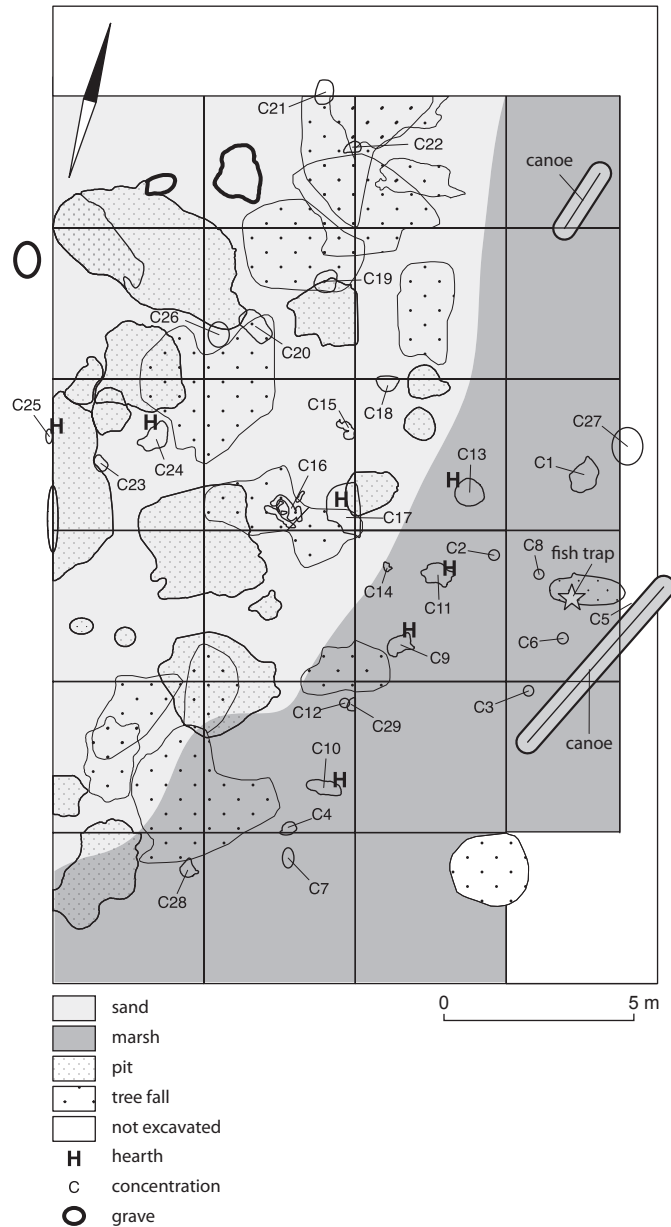 C21
C22
canoe
C19
C26
C20
C18
C15
C25
H
H
C24
C23
C16
H
C17
H
C13
C1
C27
C2
C8
fish trap
C14
H
C11
C5
H
C9
C6
C12
C29
C3
canoe
C10
H
C4
C28
C7
sand
marsh
pit
tree fall
not excavated
H hearth
C concentration
grave
0 5 m